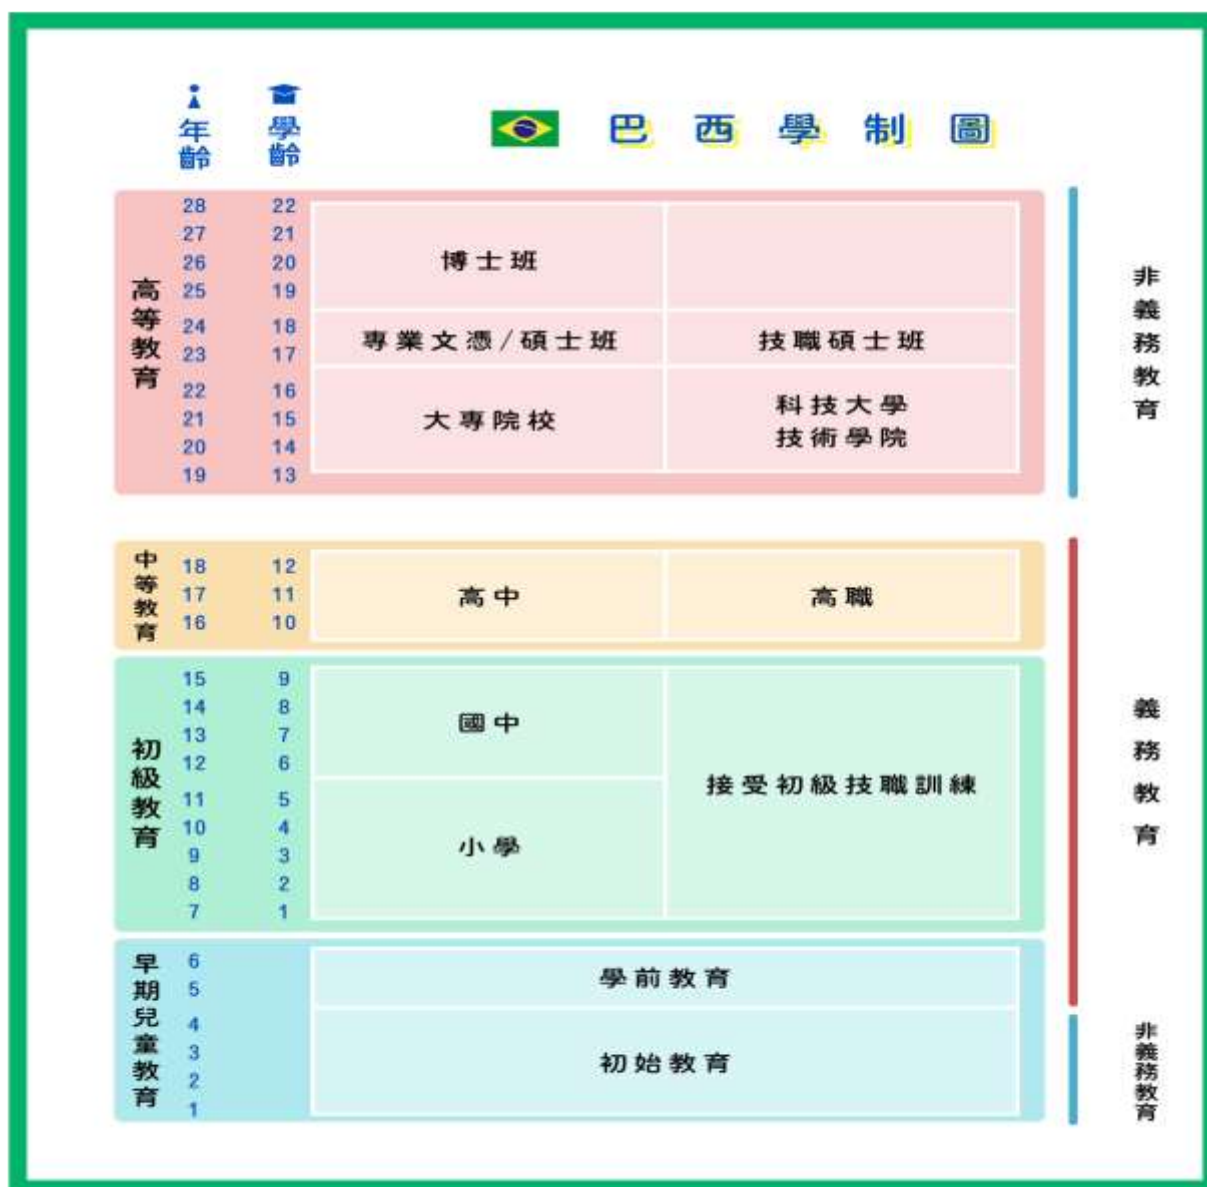 年齡
學齡
巴西學制圖
高等教育
28 22
27 21
26 20
25 19
24 18
23 17
22 16
21 15
20 14
19 13
博士班
專業文憑/碩士班
技職碩士班
大專院校
科技大學
技術學院
非義務教育
中等教育
18 12
17 11
16 10
高中
高職
初級教育
15 9
14 8
13 7
12 6
11 5
10 4
9 3
8 2
7 1
國中
小學
接受初級技職訓練
義務教育
早期兒童教育
6
5
4
3
2
1
學前教育
初始教育
非義務教育